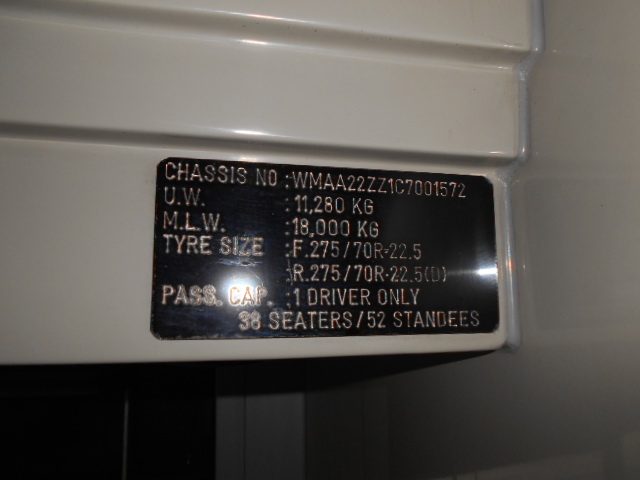 CHASSIS NO :WMAA22ZZ1C7001572
U.W. :11,280 KG
M.L.W. :18,000 KG
TYRE SIZE :F.275/70R-22.5
:R.275/70R-22.5(D)
PASS. CAP. :1 DRIVER ONLY
38 SEATERS/52 STANDEES